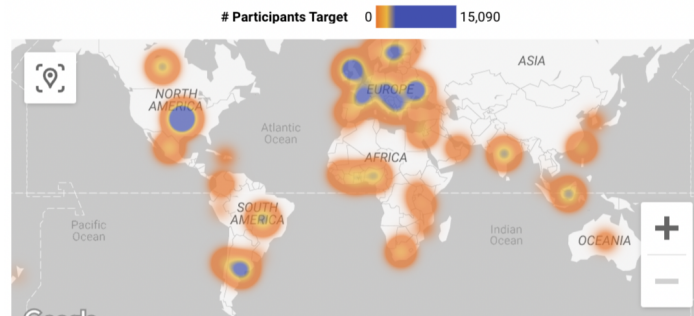 # Participants Target 0 15,090
ASIA
NORTH
AMERICA
EUROPE
Atlantic
Ocean
AFRICA
SOUTH
AMERICA
Pacific
Ocean
Indian
Ocean
OCEANIA
+
Google